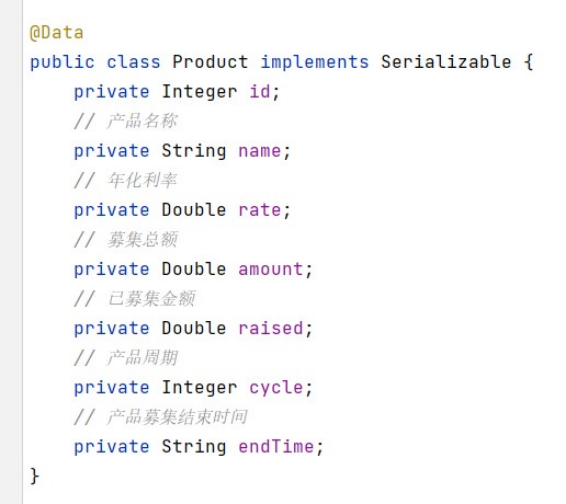 @Data
public class Product implements Serializable {
    private Integer id;
    // 产品名称
    private String name;
    // 年化利率
    private Double rate;
    // 募集总额
    private Double amount;
    // 已募集金额
    private Double raised;
    // 产品周期
    private Integer cycle;
    // 产品募集结束时间
    private String endTime;
}